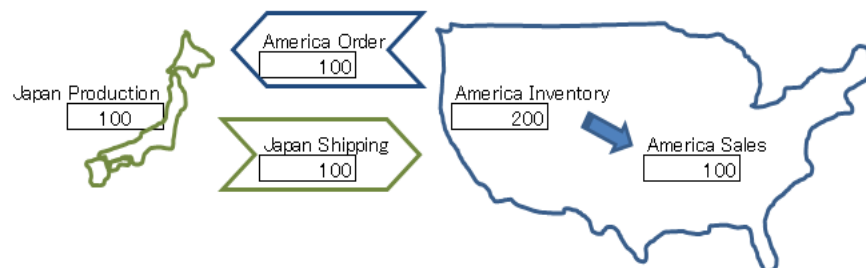 America Order
100
Japan Production
100
America Inventory
200
Japan Shipping
100
America Sales
100